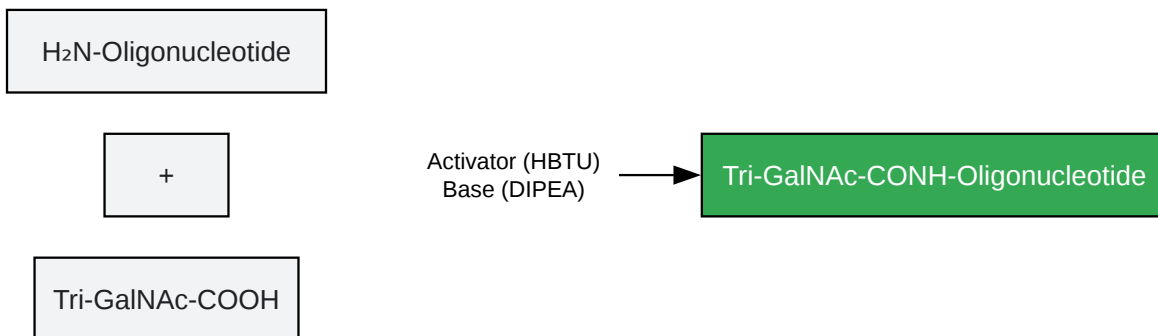 H₂N-Oligonucleotide
+
Tri-GalNAc-COOH
Activator (HBTU)
Base (DIPEA)
Tri-GalNAc-CONH-Oligonucleotide